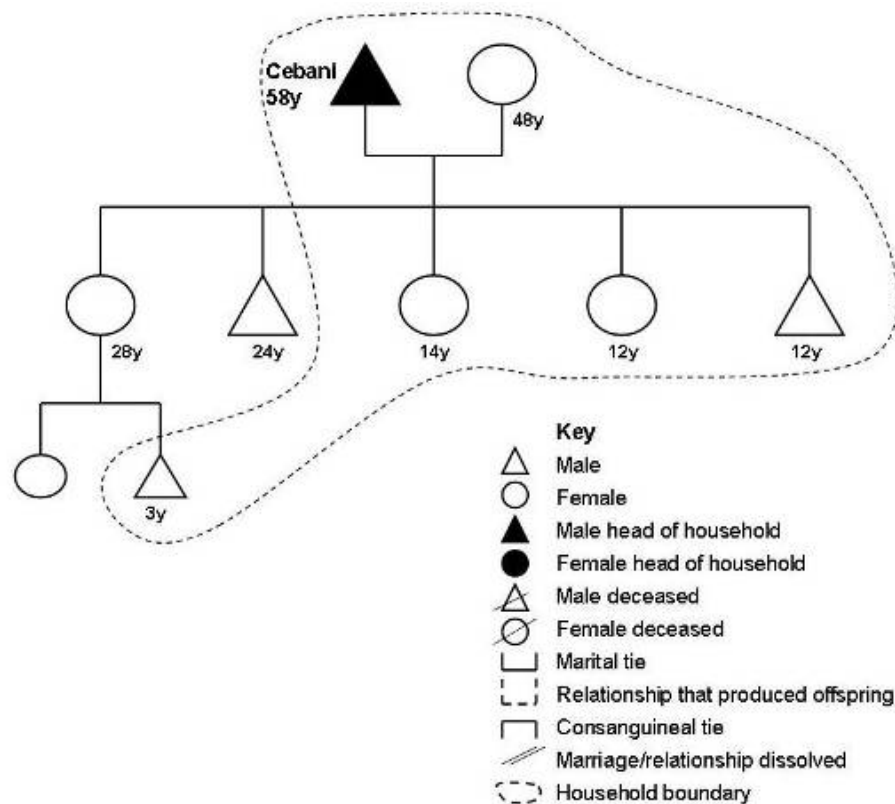 Cebani
58y
48y
28y
24y
14y
12y
12y
3y
Key
Male
Female
Male head of household
Female head of household
Male deceased
Female deceased
Marital tie
Relationship that produced offspring
Consanguineal tie
Marriage/relationship dissolved
Household boundary